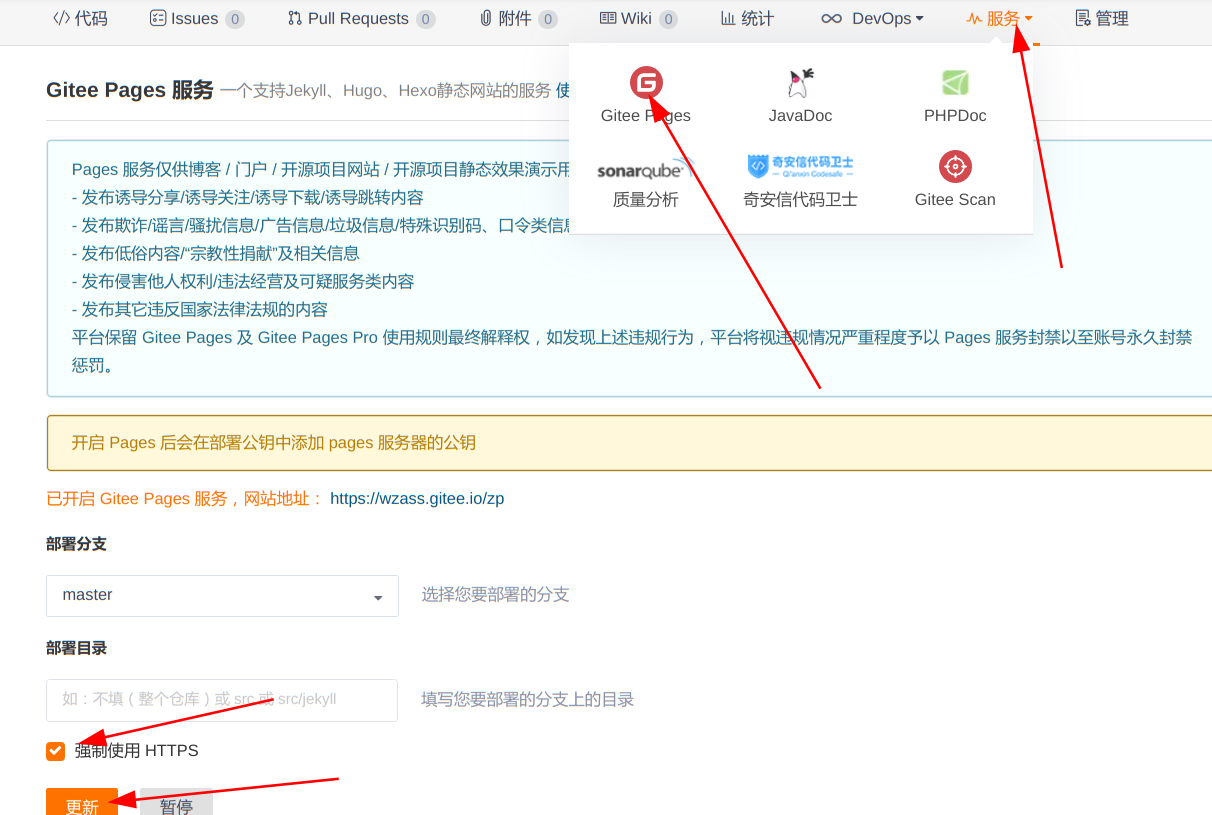 代码 Issues 0 Pull Requests 0 附件 0 Wiki 0 统计 DevOps 服务 管理
Gitee Pages 服务 一个支持Jekyll、Hugo、Hexo静态网站的服务 使
Gitee Pages JavaDoc PHPDoc
sonarqube 奇安信代码卫士 Qi'anxin Codesafe
质量分析 奇安信代码卫士 Gitee Scan
Pages 服务仅供博客 / 门户 / 开源项目网站 / 开源项目静态效果演示用
- 发布诱导分享/诱导关注/诱导下载/诱导跳转内容
- 发布欺诈/谣言/骚扰信息/广告信息/垃圾信息/特殊识别码、口令类信息
- 发布低俗内容/“宗教性捐献”及相关信息
- 发布侵害他人权利/违法经营及可疑服务类内容
- 发布其它违反国家法律法规的内容
平台保留 Gitee Pages 及 Gitee Pages Pro 使用规则最终解释权，如发现上述违规行为，平台将视违规情况严重程度予以 Pages 服务封禁以至账号永久封禁
惩罚。
开启 Pages 后会在部署公钥中添加 pages 服务器的公钥
已开启 Gitee Pages 服务，网站地址： https://wzass.gitee.io/zp
部署分支
master 选择您要部署的分支
部署目录
如：不填（整个仓库）或 src 或 src/jekyll 填写您要部署的分支上的目录
强制使用 HTTPS
更新 暂停